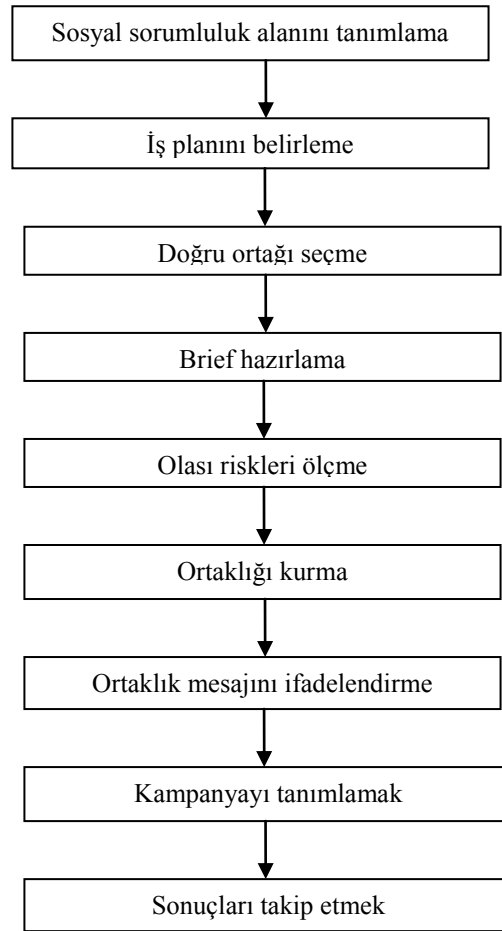 Sosyal sorumluluk alanını tanımlama
İş planını belirleme
Doğru ortağı seçme
Brief hazırlama
Olası riskleri ölçme
Ortaklığı kurma
Ortaklık mesajını ifadelendirme
Kampanyayı tanımlamak
Sonuçları takip etmek